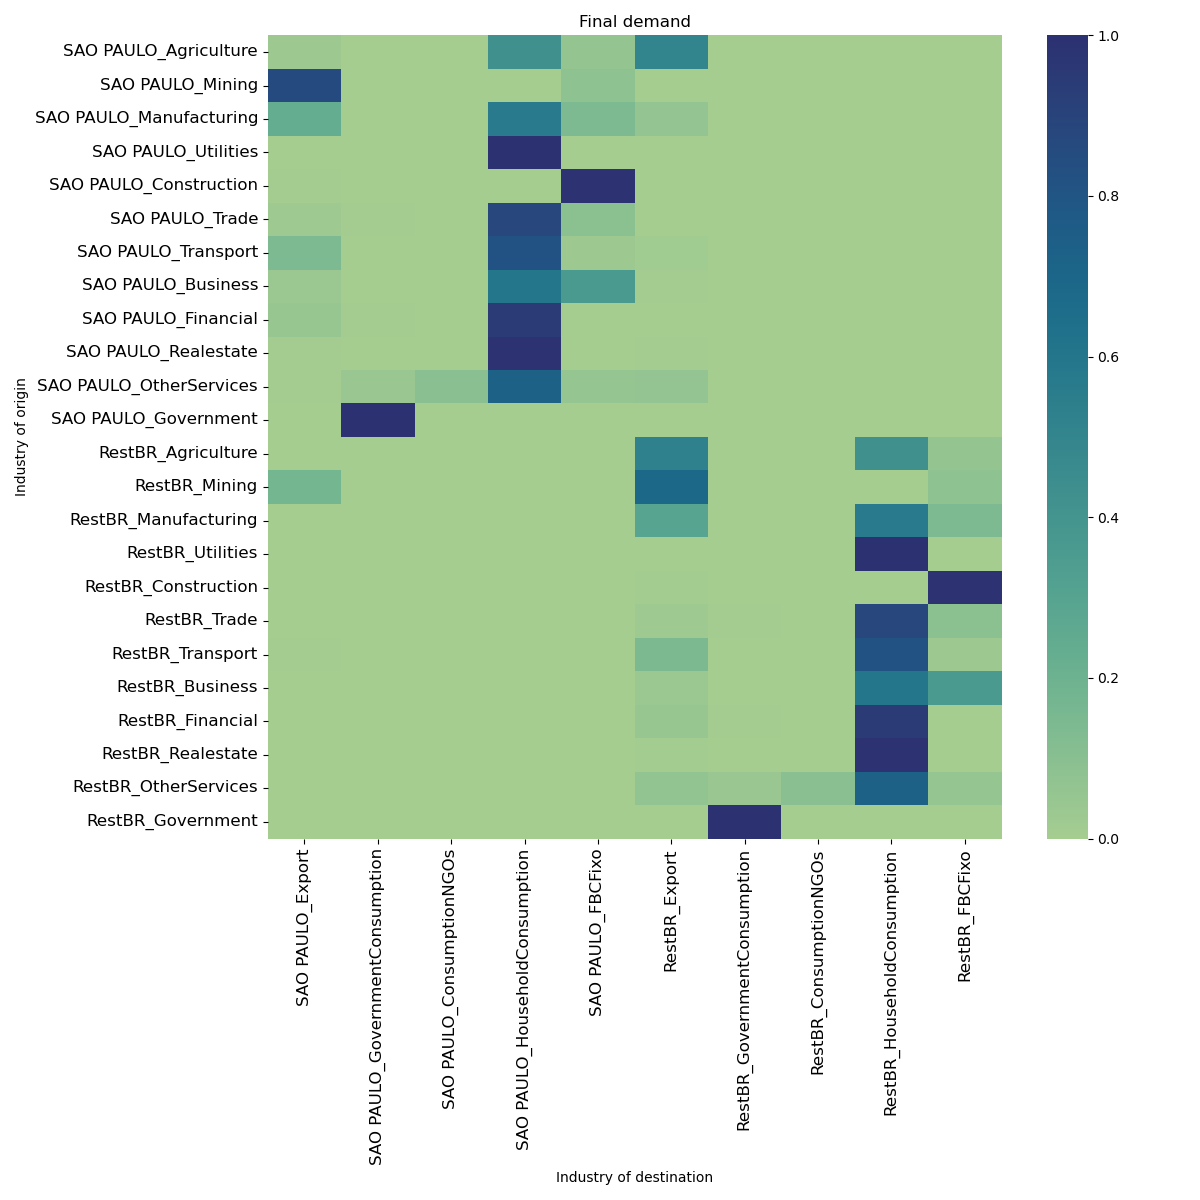 Final demand
SAO PAULO_Agriculture
SAO PAULO_Mining
SAO PAULO_Manufacturing
SAO PAULO_Utilities
SAO PAULO_Construction
SAO PAULO_Trade
SAO PAULO_Transport
SAO PAULO_Business
SAO PAULO_Financial
SAO PAULO_Realestate
SAO PAULO_OtherServices
SAO PAULO_Government
RestBR_Agriculture
RestBR_Mining
RestBR_Manufacturing
RestBR_Utilities
RestBR_Construction
RestBR_Trade
RestBR_Transport
RestBR_Business
RestBR_Financial
RestBR_Realestate
RestBR_OtherServices
RestBR_Government
Industry of origin
SAO PAULO_Export
SAO PAULO_GovernmentConsumption
SAO PAULO_ConsumptionNGOs
SAO PAULO_HouseholdConsumption
SAO PAULO_FBCFixo
RestBR_Export
RestBR_GovernmentConsumption
RestBR_ConsumptionNGOs
RestBR_HouseholdConsumption
RestBR_FBCFixo
Industry of destination
1.0
0.8
0.6
0.4
0.2
0.0